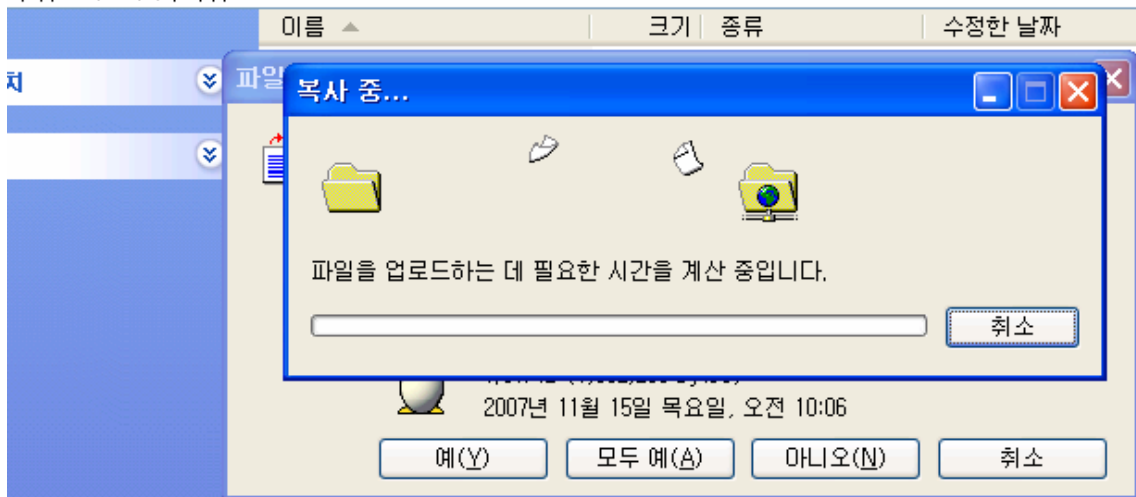 이름 크기 종류 수정한 날짜
치
파일
복사 중...
파일을 업로드하는 데 필요한 시간을 계산 중입니다.
취소
2007년 11월 15일 목요일, 오전 10:06
예(Y) 모두 예(A) 아니오(N) 취소